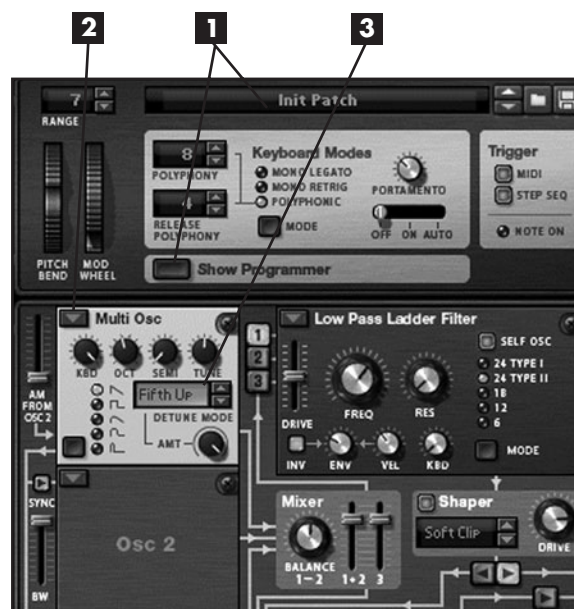 2
1
3
7
RANGE
Init Patch
8
POLYPHONY
4
RELEASE
POLYPHONY
Keyboard Modes
MONO LEGATO
MONO RETRIG
POLYPHONIC
MODE
PORTAMENTO
OFF ON AUTO
Trigger
MIDI
STEP SEQ
NOTE ON
PITCH
BEND
MOD
WHEEL
Show Programmer
Multi Osc
KBD OCT SEMI TUNE
Fifth Up
DETUNE MODE
AMT
AM
FROM
OSC 2
SYNC
BW
Osc 2
1
2
3
Low Pass Ladder Filter
DRIVE
FREQ
RES
SELF OSC
24 TYPE I
24 TYPE II
18
12
6
MODE
INV ENV VEL KBD
Mixer
BALANCE
1-2
1+2 3
Shaper
Soft Clip
DRIVE